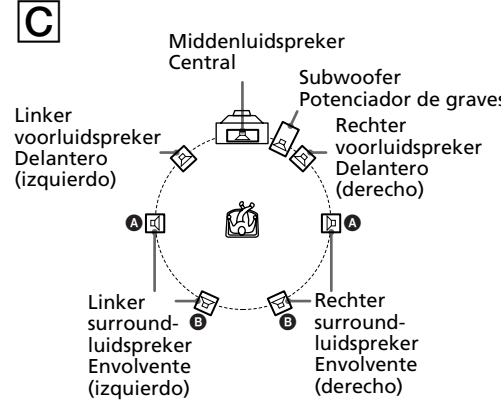 C
Middenluidspreker
Central
Subwoofer
Potenciador de graves
Linker
voorluidspreker
Delantero
(izquierdo)
Rechter
voorluidspreker
Delantero
(derecho)
A
A
B
B
Linker
surround-
luidspreker
Envolvente
(izquierdo)
Rechter
surround-
luidspreker
Envolvente
(derecho)